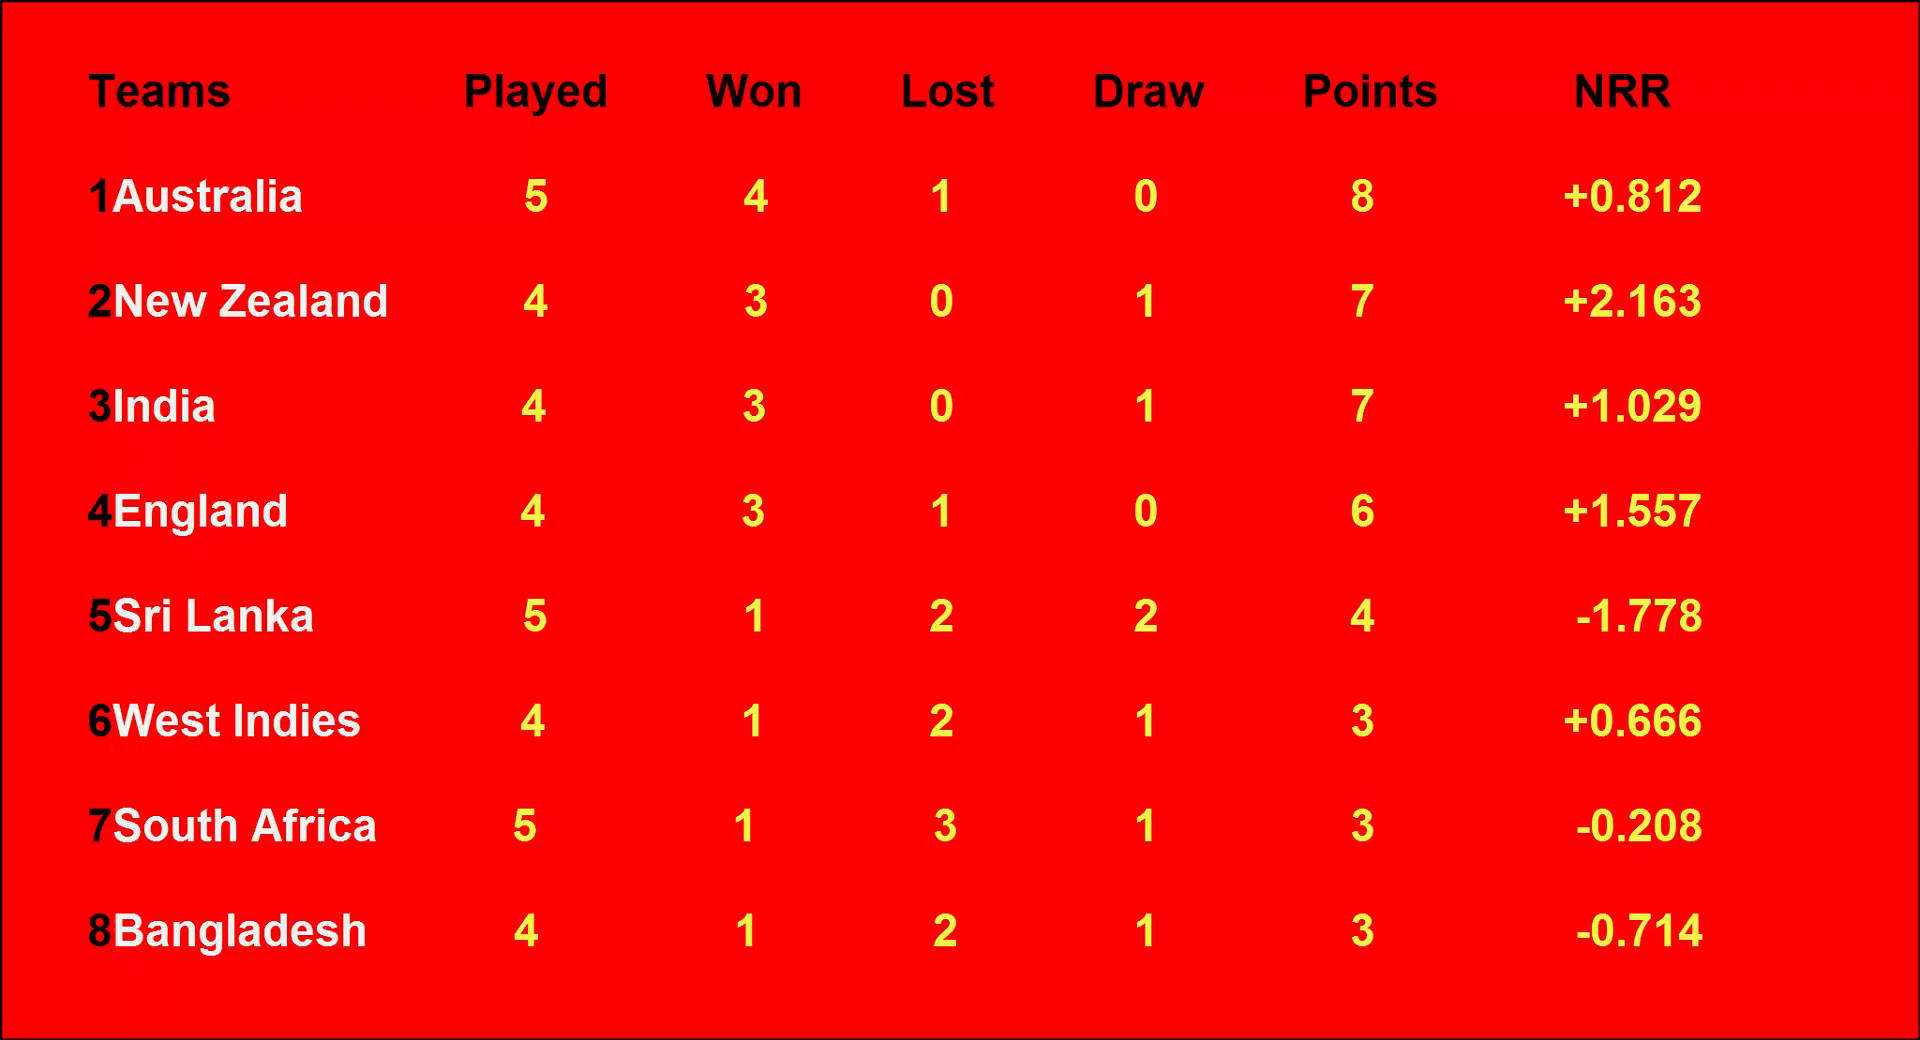 Teams Played Won Lost Draw Points NRR
1Australia 5 4 1 0 8 +0.812
2New Zealand 4 3 0 1 7 +2.163
3India 4 3 0 1 7 +1.029
4England 4 3 1 0 6 +1.557
5Sri Lanka 5 1 2 2 4 -1.778
6West Indies 4 1 2 1 3 +0.666
7South Africa 5 1 3 1 3 -0.208
8Bangladesh 4 1 2 1 3 -0.714